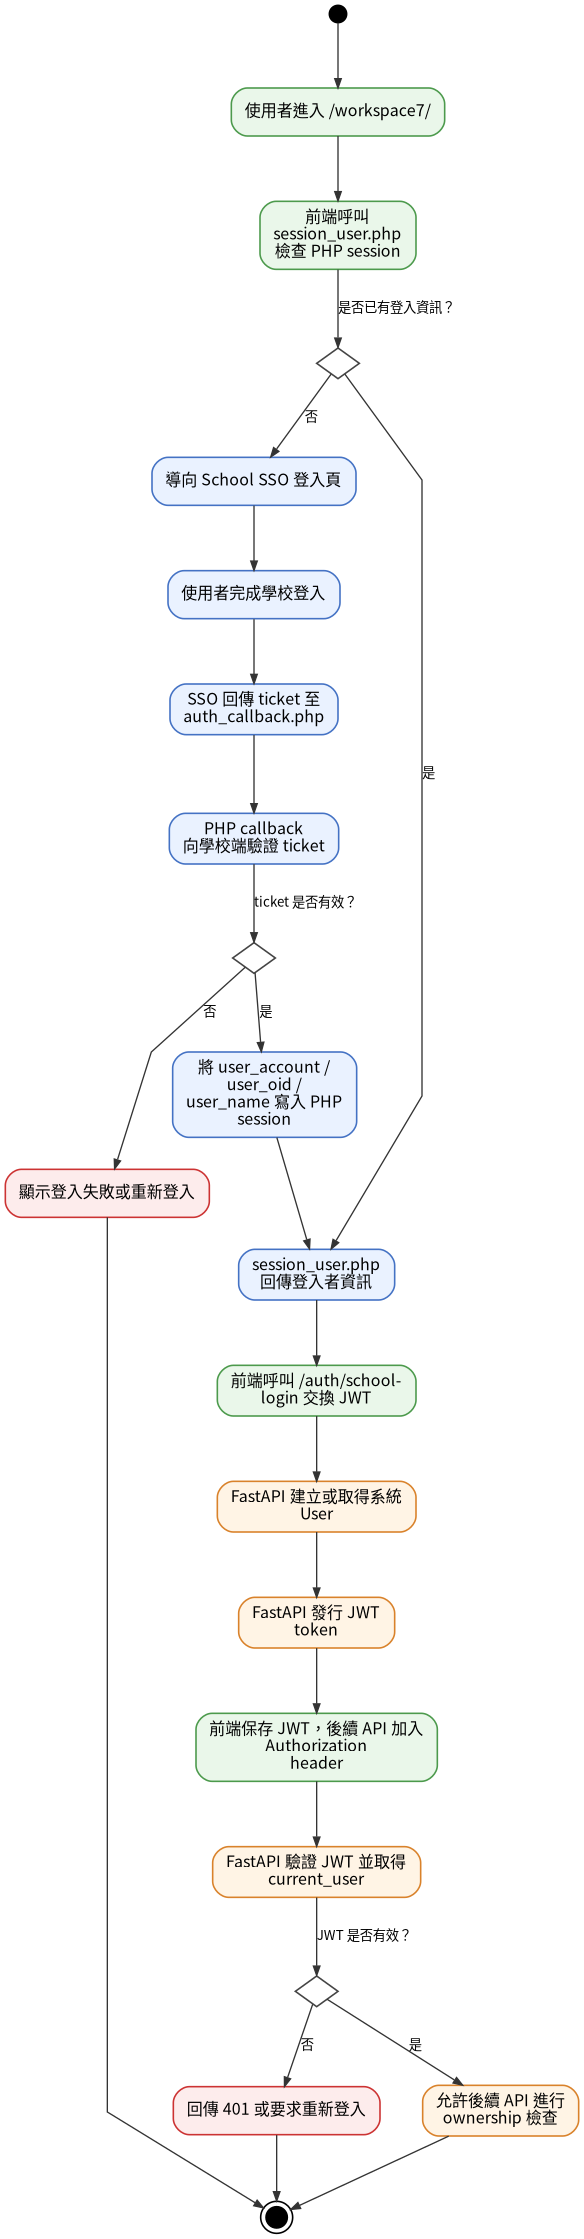 使用者進入 /workspace7/
前端呼叫
session_user.php
檢查 PHP session
是否已有登入資訊？
否
導向 School SSO 登入頁
使用者完成學校登入
SSO 回傳 ticket 至
auth_callback.php
是
PHP callback
向學校端驗證 ticket
ticket 是否有效？
否
是
將 user_account /
user_oid /
user_name 寫入 PHP
session
顯示登入失敗或重新登入
session_user.php
回傳登入者資訊
前端呼叫 /auth/school-
login 交換 JWT
FastAPI 建立或取得系統
User
FastAPI 發行 JWT
token
前端保存 JWT，後續 API 加入
Authorization
header
FastAPI 驗證 JWT 並取得
current_user
JWT 是否有效？
否
是
回傳 401 或要求重新登入
允許後續 API 進行
ownership 檢查